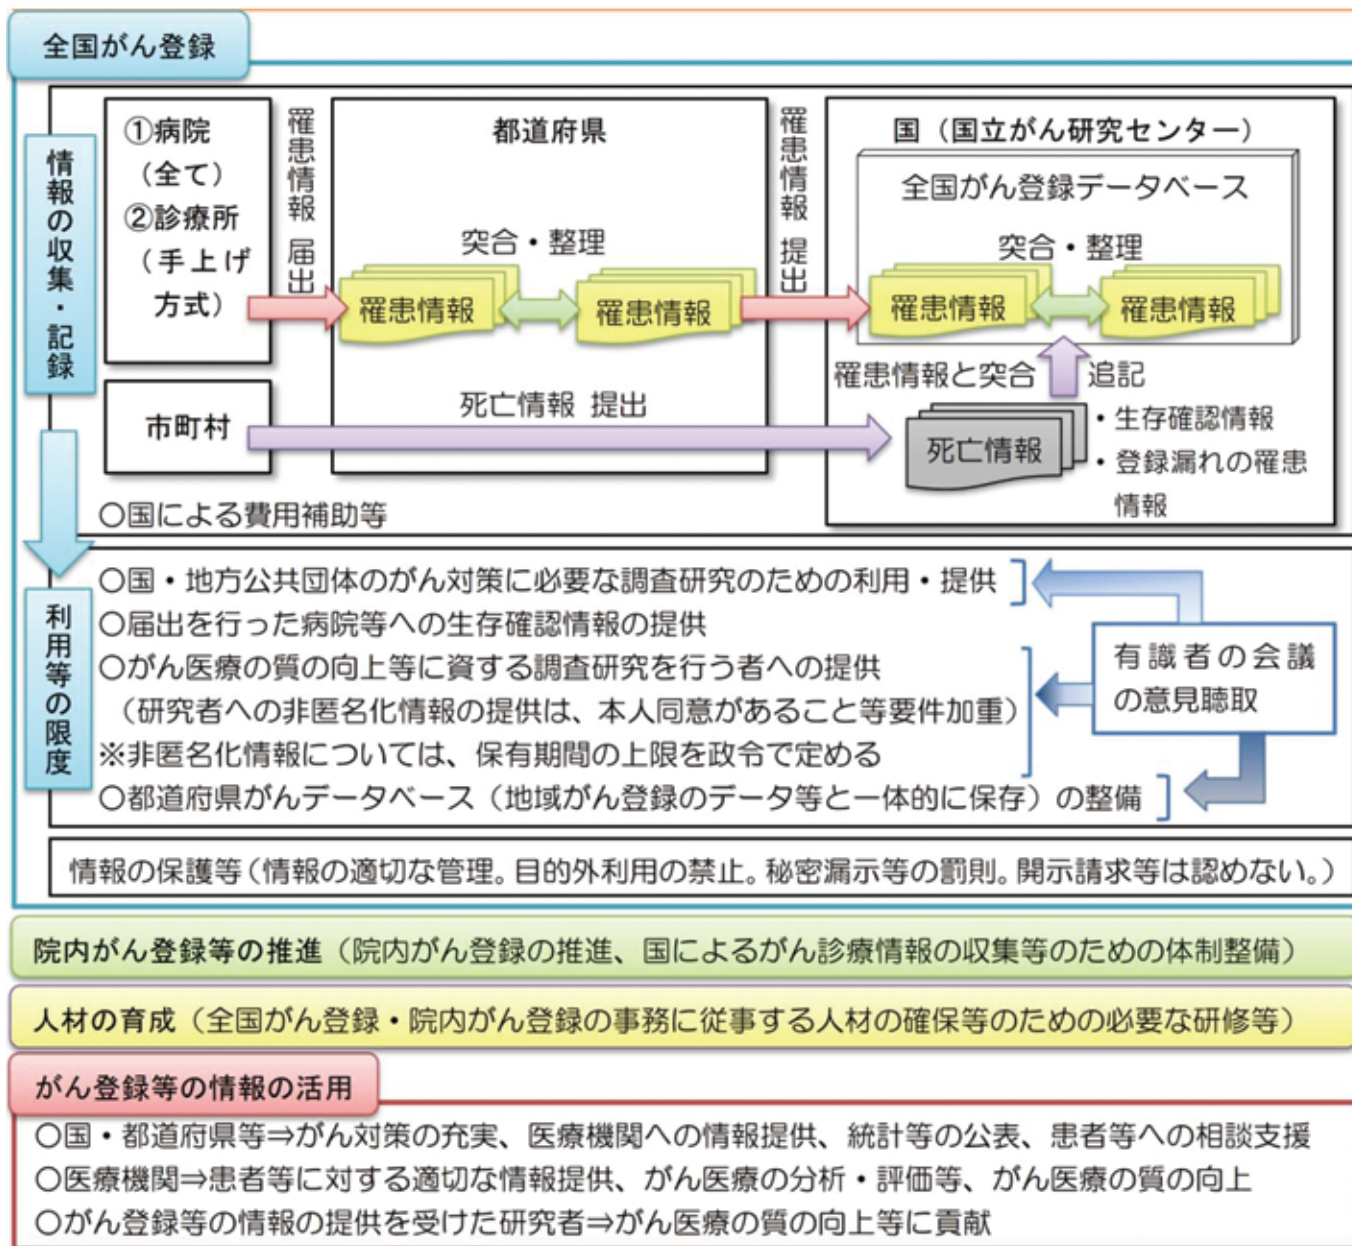 全国がん登録
情報の収集・記録
①病院
（全て）
②診療所
（手上げ
方式）
罹患情報 届出
都道府県
突合・整理
罹患情報
罹患情報
罹患情報 提出
国（国立がん研究センター）
全国がん登録データベース
突合・整理
罹患情報
罹患情報
罹患情報と突合
追記
市町村
死亡情報 提出
死亡情報
・生存確認情報
・登録漏れの罹患
情報
○国による費用補助等
利用等の限度
○国・地方公共団体のがん対策に必要な調査研究のための利用・提供
○届出を行った病院等への生存確認情報の提供
○がん医療の質の向上等に資する調査研究を行う者への提供
（研究者への非匿名化情報の提供は、本人同意があること等要件加重）
※非匿名化情報については、保有期間の上限を政令で定める
○都道府県がんデータベース（地域がん登録のデータ等と一体的に保存）の整備
有識者の会議
の意見聴取
情報の保護等（情報の適切な管理。目的外利用の禁止。秘密漏示等の罰則。開示請求等は認めない。）
院内がん登録等の推進（院内がん登録の推進、国によるがん診療情報の収集等のための体制整備）
人材の育成（全国がん登録・院内がん登録の事務に従事する人材の確保等のための必要な研修等）
がん登録等の情報の活用
○国・都道府県等⇒がん対策の充実、医療機関への情報提供、統計等の公表、患者等への相談支援
○医療機関⇒患者等に対する適切な情報提供、がん医療の分析・評価等、がん医療の質の向上
○がん登録等の情報の提供を受けた研究者⇒がん医療の質の向上等に貢献